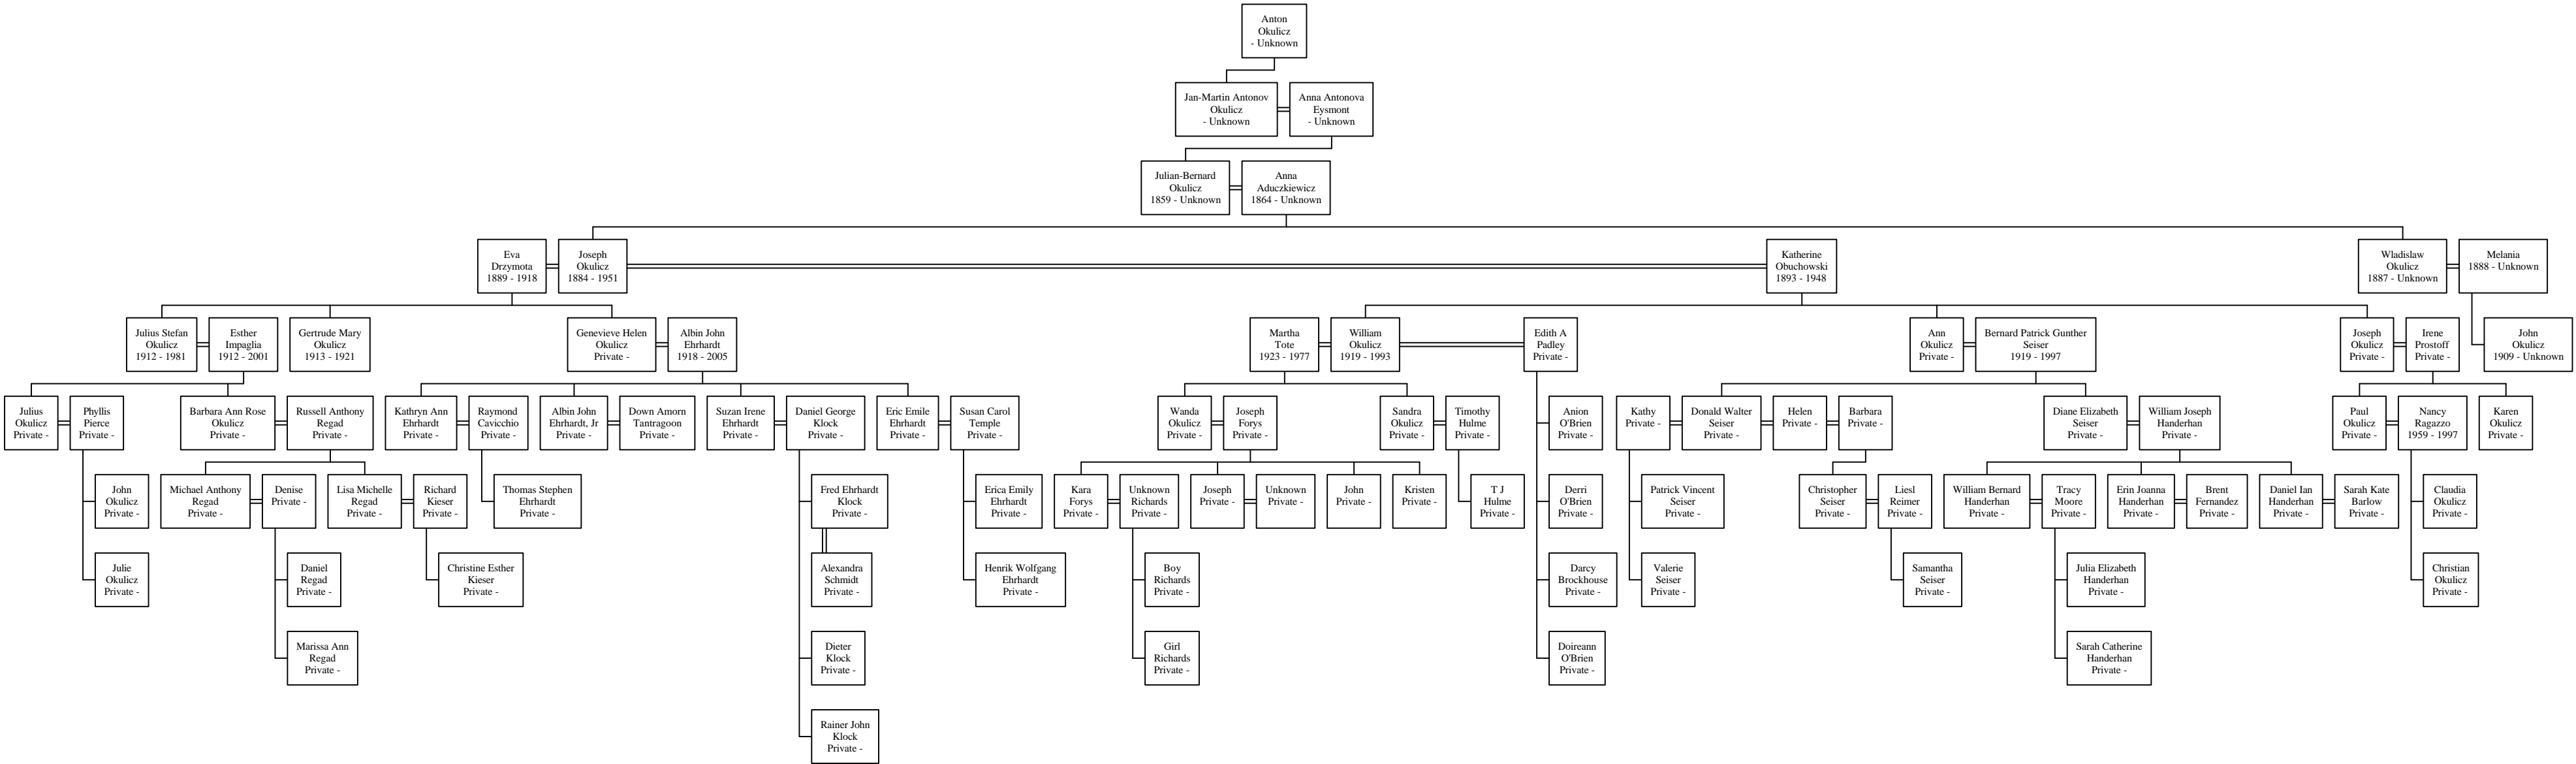 Anton
Okulicz
- Unknown
Jan-Martin Antonov
Okulicz
- Unknown
Anna Antonova
Eysmont
- Unknown
Julian-Bernard
Okulicz
1859 - Unknown
Anna
Aduczkiewicz
1864 - Unknown
Eva
Drzymota
1889 - 1918
Joseph
Okulicz
1884 - 1951
Katherine
Obuchowski
1893 - 1948
Wladislaw
Okulicz
1887 - Unknown
Melania
1888 - Unknown
Julius Stefan
Okulicz
1912 - 1981
Esther
Impaglia
1912 - 2001
Gertrude Mary
Okulicz
1913 - 1921
Genevieve Helen
Okulicz
Private -
Albin John
Ehrhardt
1918 - 2005
Martha
Tote
1923 - 1977
William
Okulicz
1919 - 1993
Edith A
Padley
Private -
Ann
Okulicz
Private -
Bernard Patrick Gunther
Seiser
1919 - 1997
Joseph
Okulicz
Private -
Irene
Prostoff
Private -
John
Okulicz
1909 - Unknown
Julius
Okulicz
Private -
Phyllis
Pierce
Private -
Barbara Ann Rose
Okulicz
Private -
Russell Anthony
Regad
Private -
Kathryn Ann
Ehrhardt
Private -
Raymond
Cavicchio
Private -
Albin John
Ehrhardt, Jr
Private -
Down Amorn
Tantragoon
Private -
Suzan Irene
Ehrhardt
Private -
Daniel George
Klock
Private -
Eric Emile
Ehrhardt
Private -
Susan Carol
Temple
Private -
Wanda
Okulicz
Private -
Joseph
Forys
Private -
Sandra
Okulicz
Private -
Timothy
Hulme
Private -
Anion
O'Brien
Private -
Kathy
Private -
Donald Walter
Seiser
Private -
Helen
Private -
Barbara
Private -
Diane Elizabeth
Seiser
Private -
William Joseph
Handerhan
Private -
Paul
Okulicz
Private -
Nancy
Ragazzo
1959 - 1997
Karen
Okulicz
Private -
John
Okulicz
Private -
Michael Anthony
Regad
Private -
Denise
Private -
Lisa Michelle
Regad
Private -
Richard
Kieser
Private -
Thomas Stephen
Ehrhardt
Private -
Fred Ehrhardt
Klock
Private -
Erica Emily
Ehrhardt
Private -
Kara
Forys
Private -
Unknown
Richards
Private -
Joseph
Private -
Unknown
Private -
John
Private -
Kristen
Private -
T J
Hulme
Private -
Derri
O'Brien
Private -
Patrick Vincent
Seiser
Private -
Christopher
Seiser
Private -
Liesl
Reimer
Private -
William Bernard
Handerhan
Private -
Tracy
Moore
Private -
Erin Joanna
Handerhan
Private -
Brent
Fernandez
Private -
Daniel Ian
Handerhan
Private -
Sarah Kate
Barlow
Private -
Claudia
Okulicz
Private -
Julie
Okulicz
Private -
Daniel
Regad
Private -
Christine Esther
Kieser
Private -
Alexandra
Schmidt
Private -
Henrik Wolfgang
Ehrhardt
Private -
Boy
Richards
Private -
Darcy
Brockhouse
Private -
Valerie
Seiser
Private -
Samantha
Seiser
Private -
Julia Elizabeth
Handerhan
Private -
Christian
Okulicz
Private -
Marissa Ann
Regad
Private -
Dieter
Klock
Private -
Girl
Richards
Private -
Doireann
O'Brien
Private -
Sarah Catherine
Handerhan
Private -
Rainer John
Klock
Private -